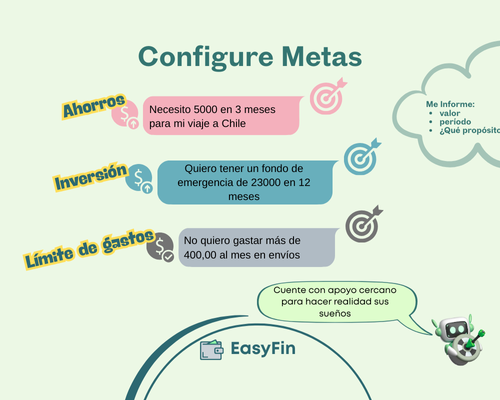 Configure Metas
Ahorros
Necesito 5000 en 3 meses
para mi viaje a Chile
Me Informe:
valor
período
¿Qué propósito
Inversión
Quiero tener un fondo de
emergencia de 23000 en 12
meses
Límite de gastos
No quiero gastar más de
400,00 al mes en envíos
Cuente con apoyo cercano
para hacer realidad sus
sueños
EasyFin